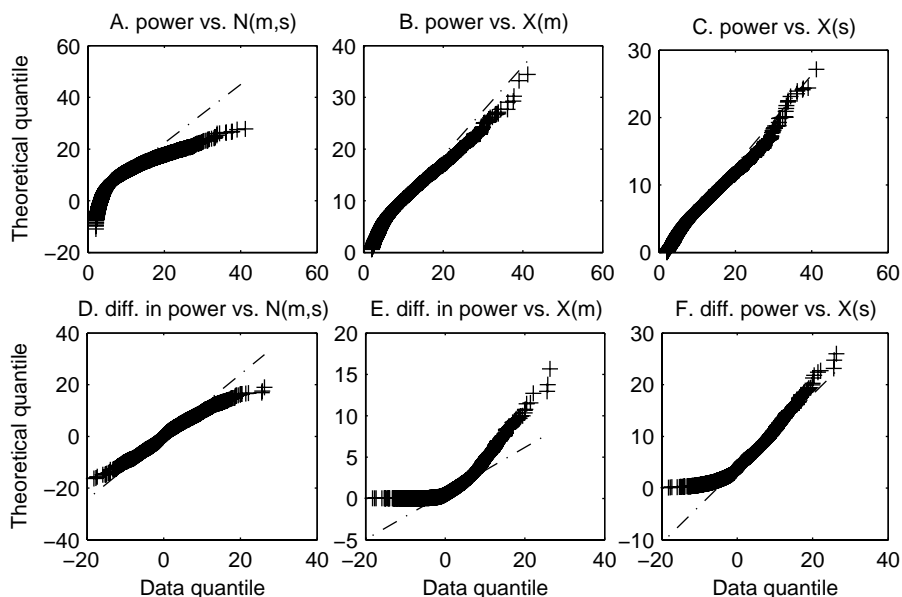 A. power vs. N(m,s)
B. power vs. X(m)
C. power vs. X(s)
Theoretical quantile
60
40
20
0
−20
0 20 40 60
40
30
20
10
0
0 20 40 60
30
20
10
0
0 20 40 60
D. diff. in power vs. N(m,s)
E. diff. in power vs. X(m)
F. diff. power vs. X(s)
Theoretical quantile
40
20
0
−20
−40
−20 0 20 40
Data quantile
20
15
10
5
0
−5
−20 0 20 40
Data quantile
30
20
10
0
−10
−20 0 20 40
Data quantile